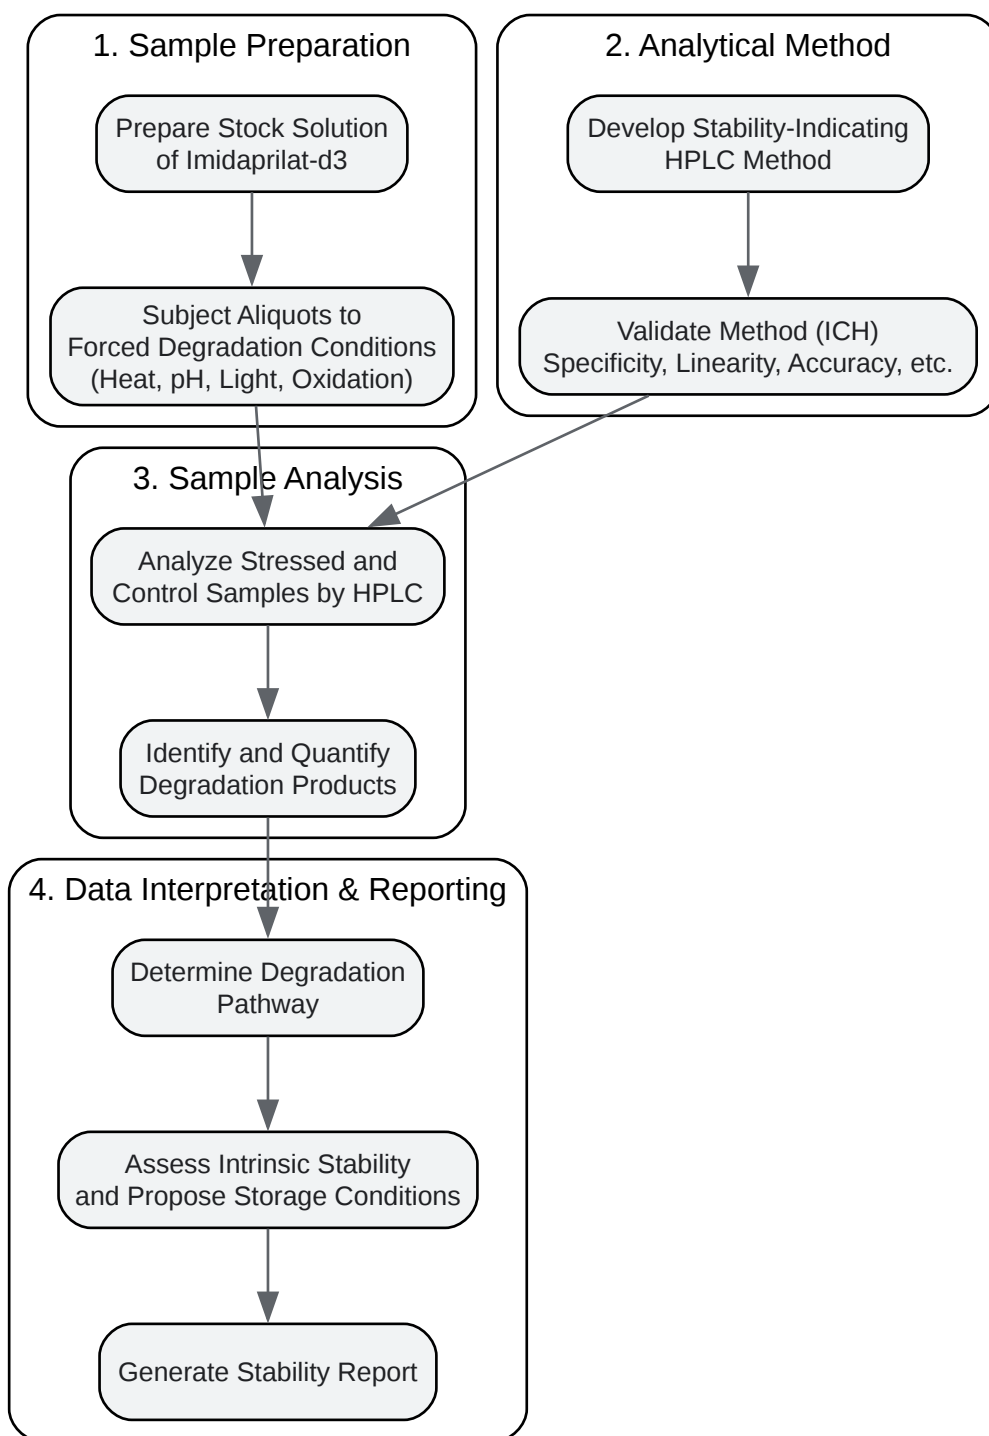 1. Sample Preparation
Prepare Stock Solution
of Imidaprilat-d3
Subject Aliquots to
Forced Degradation Conditions
(Heat, pH, Light, Oxidation)
2. Analytical Method
Develop Stability-Indicating
HPLC Method
Validate Method (ICH)
Specificity, Linearity, Accuracy, etc.
3. Sample Analysis
Analyze Stressed and
Control Samples by HPLC
Identify and Quantify
Degradation Products
4. Data Interpretation & Reporting
Determine Degradation
Pathway
Assess Intrinsic Stability
and Propose Storage Conditions
Generate Stability Report